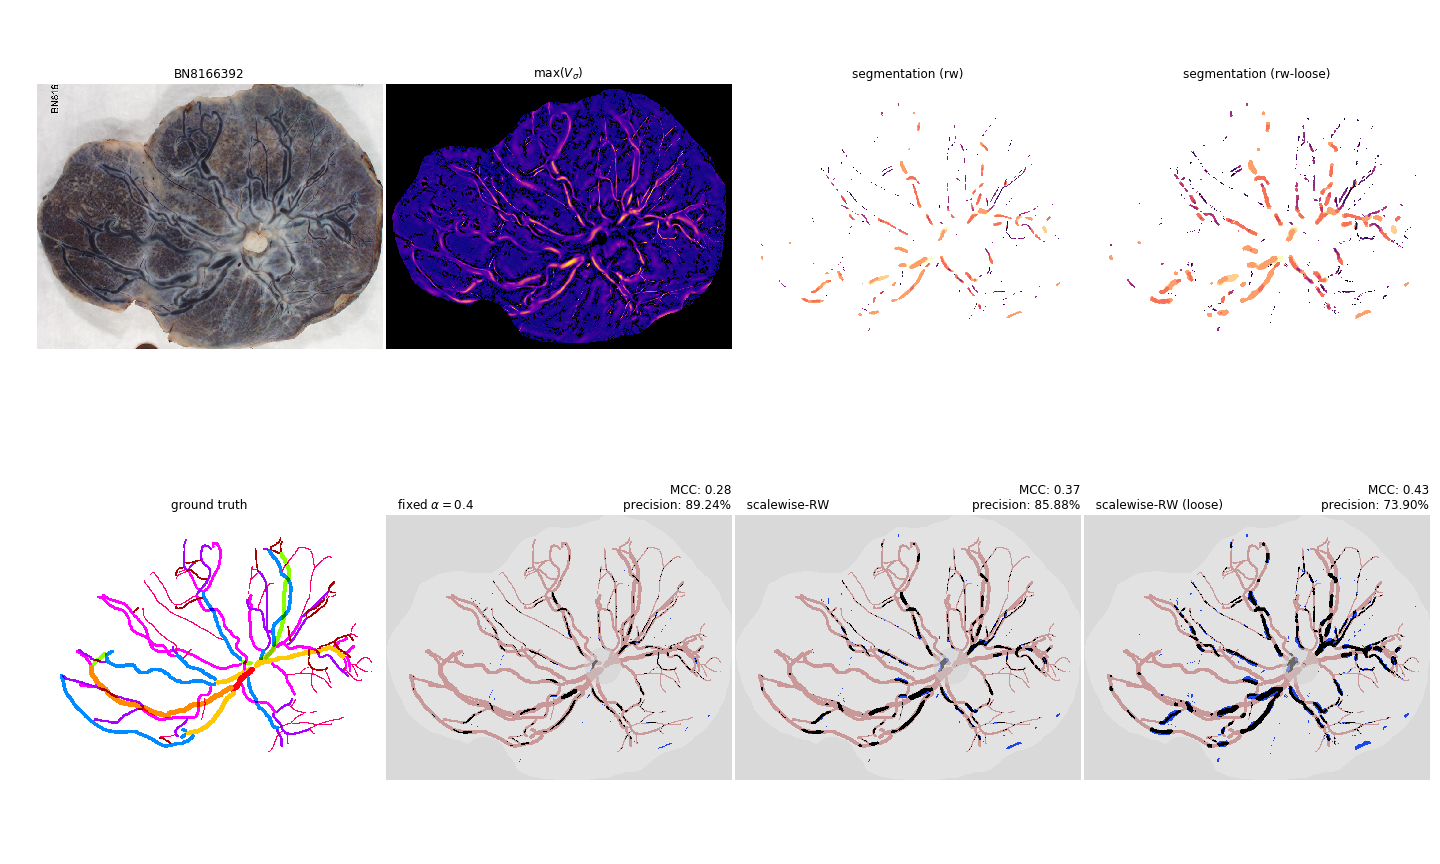 BN8166392
max(V_σ)
segmentation (rw)
segmentation (rw-loose)
BN816
ground truth
fixed α = 0.4
MCC: 0.28
precision: 89.24%
scalewise-RW
MCC: 0.37
precision: 85.88%
scalewise-RW (loose)
MCC: 0.43
precision: 73.90%